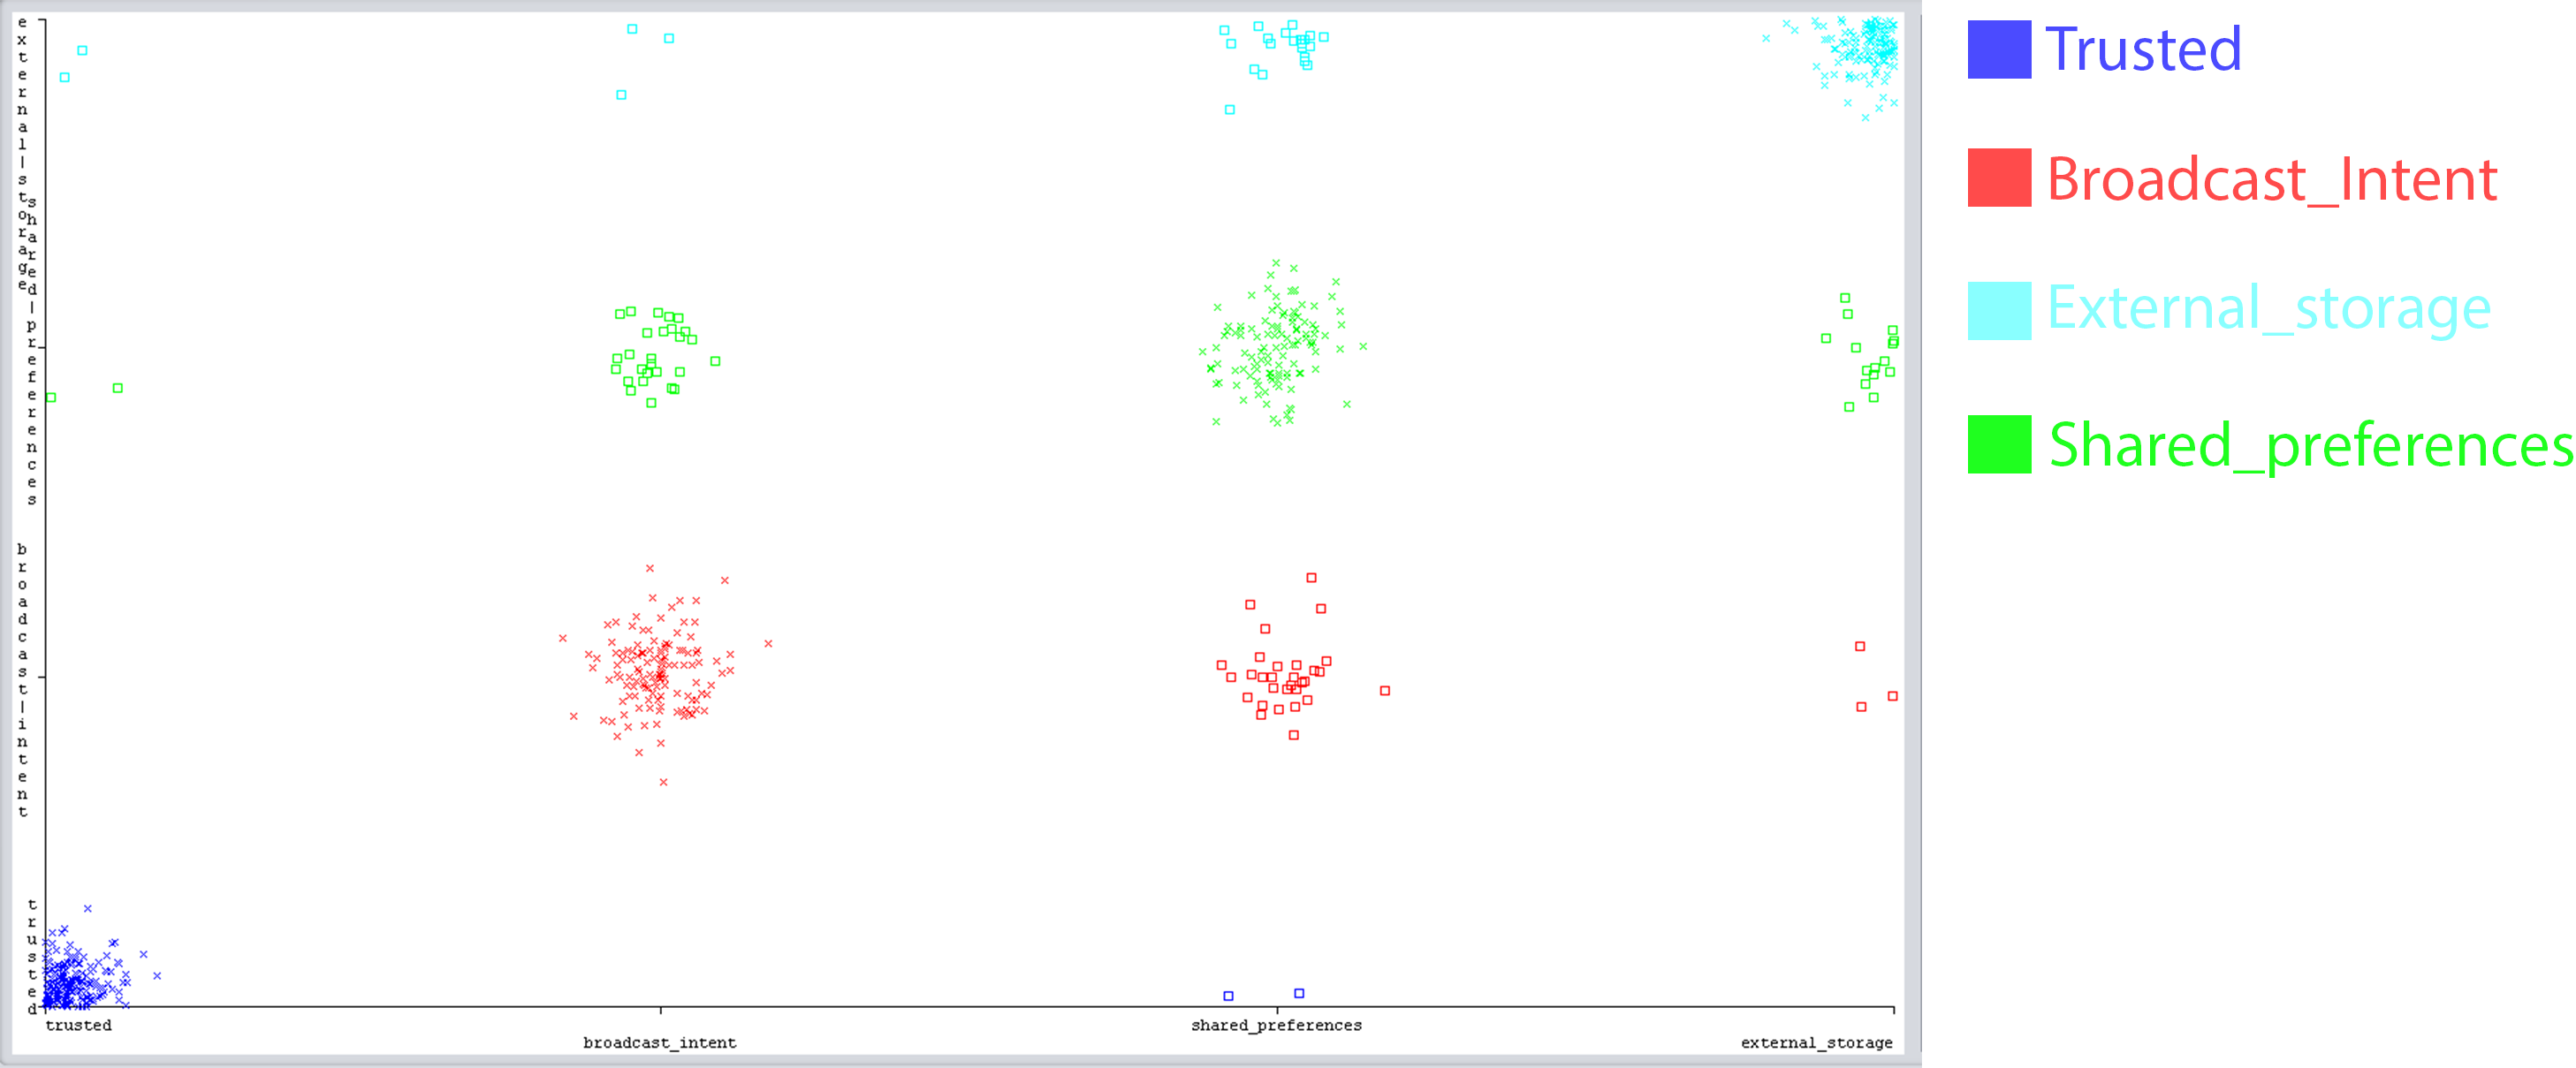 external_storage
shared_preferences
broadcast_intent
trusted
trusted
broadcast_intent
shared_preferences
external_storage
Trusted
Broadcast_Intent
External_storage
Shared_preferences